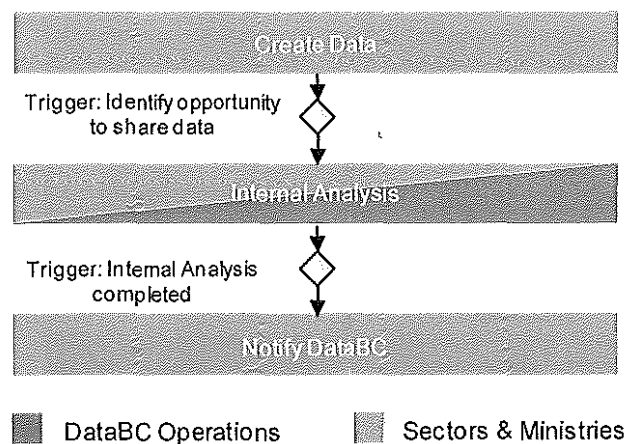 Create Data
Trigger: Identify opportunity
to share data
Internal Analysis
Trigger: Internal Analysis
completed
Notify DataBC
DataBC Operations
Sectors & Ministries